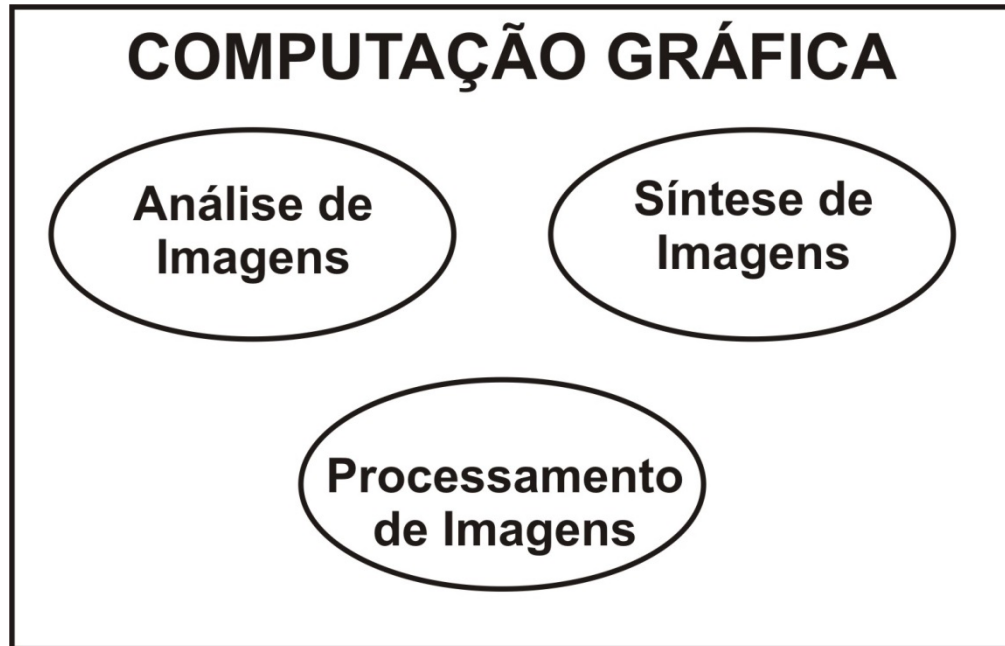 COMPUTAÇÃO GRÁFICA
Análise de
Imagens
Síntese de
Imagens
Processamento
de Imagens